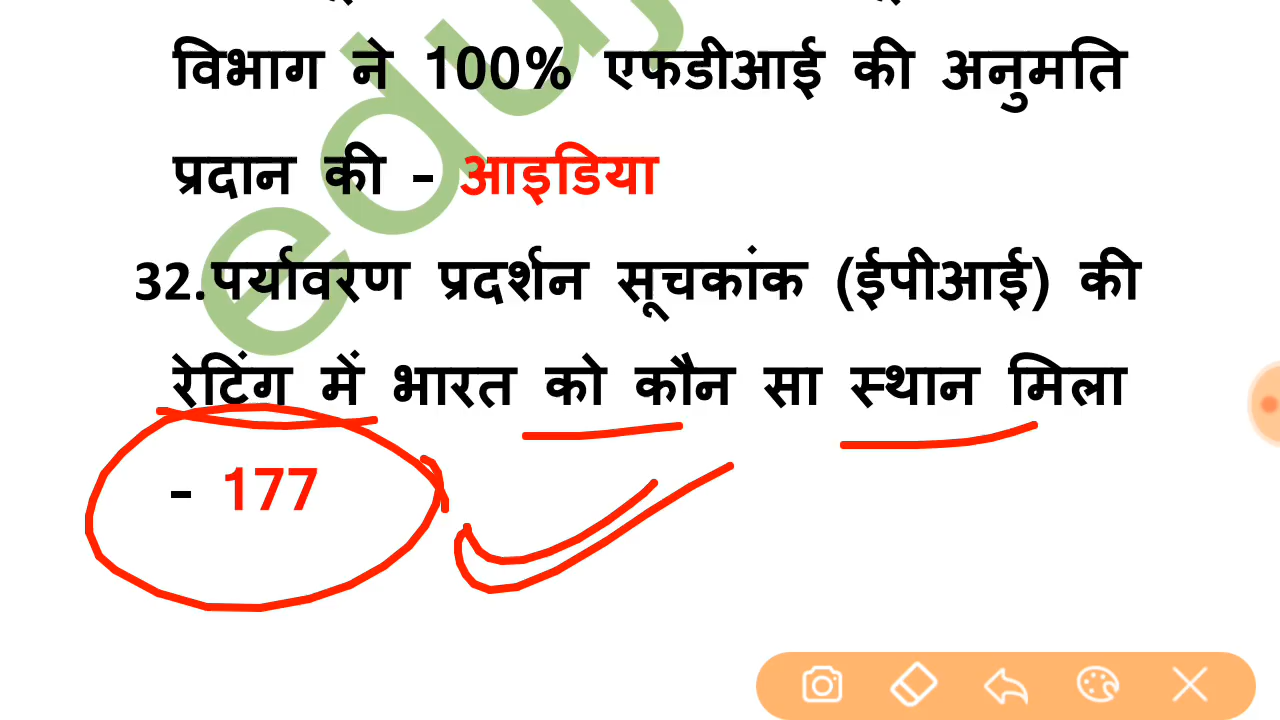 विभाग ने 100% एफडीआई की अनुमति
प्रदान की - आइडिया
32. पर्यावरण प्रदर्शन सूचकांक (ईपीआई) की
रेटिंग में भारत को कौन सा स्थान मिला
- 177